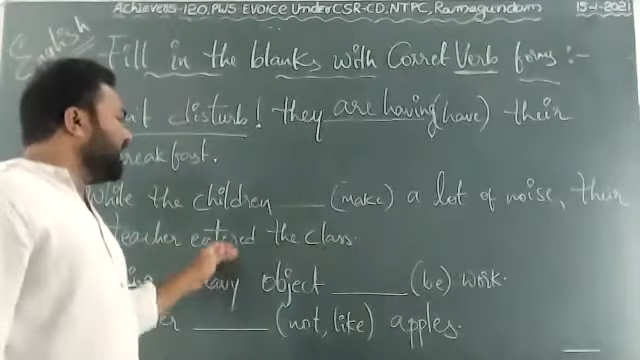 Achievers-120, PWS EVOICE Under CSR-CD, NTPC, Ramagundam 15-1-2021
English
Fill in the blanks with Corret Verb forms :-
disturb! they are having (have) their
breakfast.
While the children ____ (make) a lot of noise, their
teacher entered the class.
object ____ (be) work.
____ (not, like) apples.